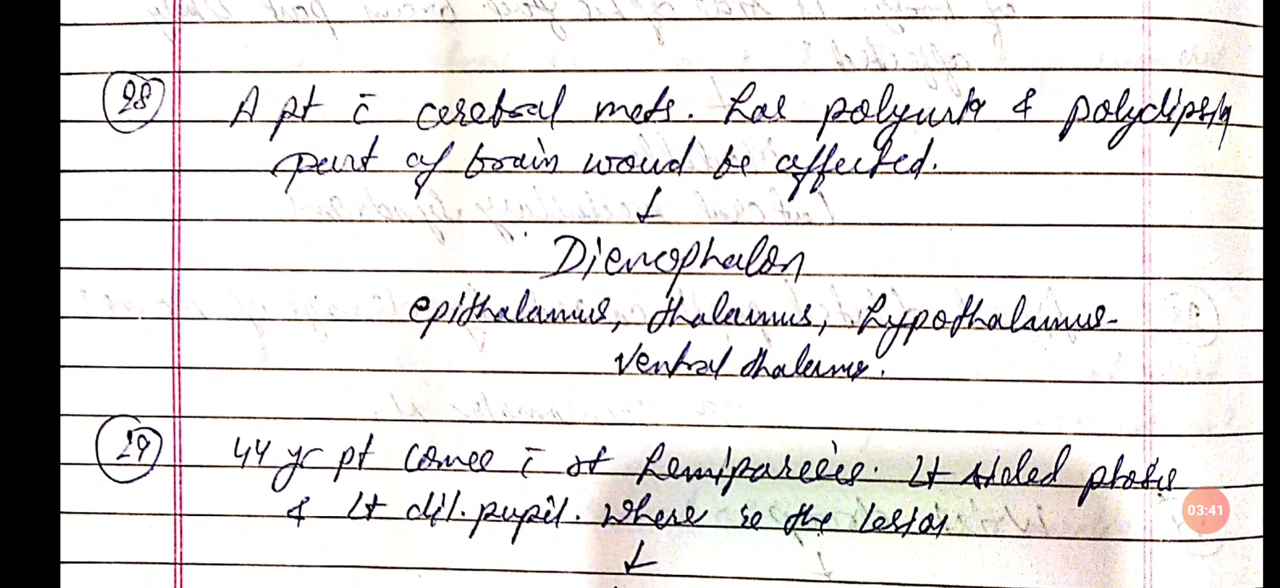 28 A pt c̄ cerebral mets. has polyuria & polydipsia
part of brain woud be affected.
↓
Diencephalon
epithalamus, thalamus, hypothalamus-
Ventral thalamus.
29 44 yr pt comes c̄ rt hemiparesis. Lt sided ptosis
& Lt dil. pupil. Where is the lesion
↓
03:41